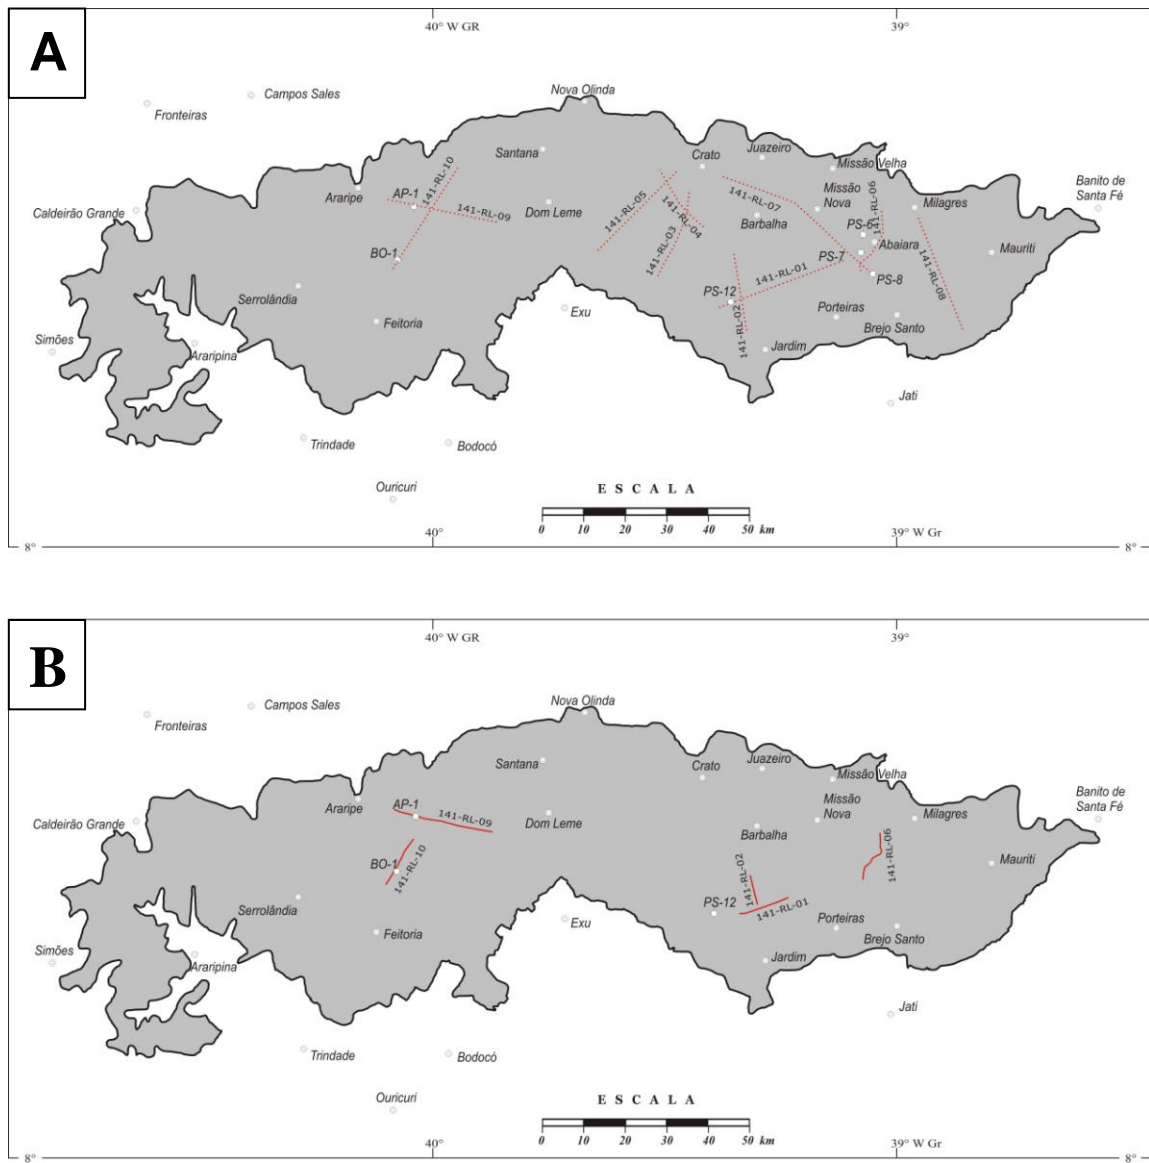 A
40° W GR
39°
Campos Sales
Fronteiras
Nova Olinda
Santana
Crato
Juazeiro
Missão Velha
Araripe
AP-1
141-RL-10
141-RL-09
Dom Leme
141-RL-05
141-RL-04
141-RL-03
141-RL-07
Barbalha
Missão
Nova
141-RL-06
PS-6
Milagres
Banito de
Santa Fé
Caldeirão Grande
BO-1
PS-7
Abaiara
PS-8
Mauriti
141-RL-01
141-RL-08
Serrolândia
PS-12
141-RL-02
Exu
Feitoria
Porteiras
Brejo Santo
Simões
Araripina
Jardim
Jati
Trindade
Bodocó
Ouricuri
E S C A L A
0 10 20 30 40 50 km
8°
40°
39° W Gr
8°
B
40° W GR
39°
Campos Sales
Fronteiras
Nova Olinda
Santana
Crato
Juazeiro
Missão Velha
Araripe
AP-1
141-RL-09
Dom Leme
Barbalha
Missão
Nova
Milagres
Banito de
Santa Fé
Caldeirão Grande
BO-1
141-RL-10
141-RL-02
141-RL-06
Mauriti
Serrolândia
PS-12
141-RL-01
Exu
Feitoria
Porteiras
Brejo Santo
Simões
Araripina
Jardim
Jati
Trindade
Bodocó
Ouricuri
E S C A L A
0 10 20 30 40 50 km
8°
40°
39° W Gr
8°